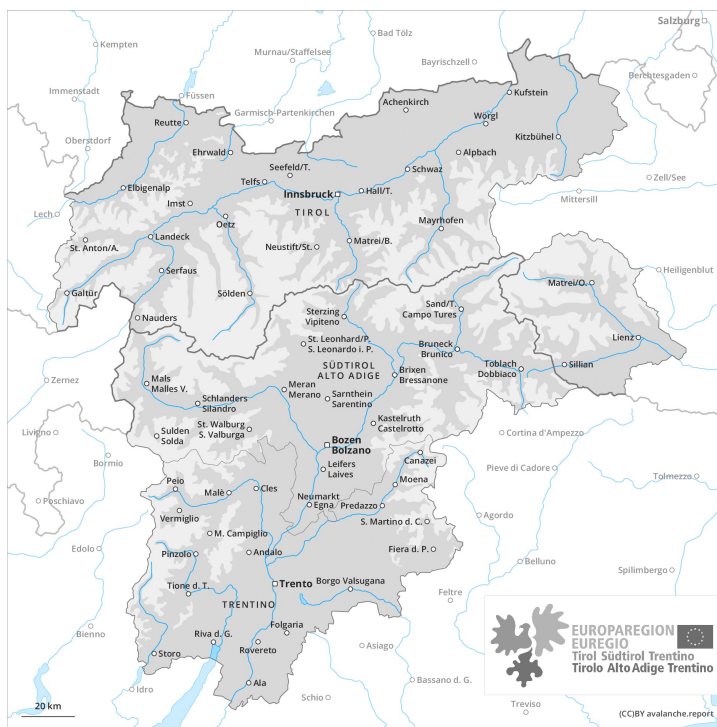 Salzburg
Kempten
Bad Tölz
Murnau/Staffelsee
Bayrischzell
Berchtesgaden
Immenstadt
Füssen
Kufstein
Achenkirch
Garmisch-Partenkirchen
Reutte
Wörgl
Oberstdorf
Kitzbühel
Ehrwald
Alpbach
Seefeld/T.
Schwaz
Zell/See
Telfs
Elbigenalp
Innsbruck
Hall/T.
Mittersill
Imst
TIROL
Lech
Oetz
Mayrhofen
St. Anton/A.
Landeck
Neustift/St.
Matrei/B.
Serfaus
Heiligenblut
Galtür
Sölden
Matrei/O.
Nauders
Sterzing
Vipiteno
Sand/T.
Campo Tures
Lienz
St. Leonhard/P.
S. Leonardo i. P.
Bruneck
Brunico
SÜDTIROL
ALTO ADIGE
Toblach
Dobbiaco
Sillian
Brixen
Bressanone
Zernez
Mals
Malles V.
Meran
Merano
Schlanders
Silandro
Sarnthein
Sarentino
Kastelruth
Castelrotto
St. Walburg
S. Valburga
Sulden
Solda
Livigno
Cortina d'Ampezzo
Bozen
Bolzano
Canazei
Bormio
Leifers
Laives
Pieve di Cadore
Tolmezzo
Moena
Peio
Malè
Cles
Neumarkt
Egna
Predazzo
Poschiavo
Vermiglio
S. Martino d. C.
Agordo
M. Campiglio
Edolo
Pinzolo
Andalo
Fiera d. P.
Belluno
Spilimbergo
Tione d. T.
Trento
Borgo Valsugana
Feltre
TRENTINO
Folgaria
Bienno
Riva d. G.
Rovereto
Asiago
Storo
Idro
Ala
Bassano d. G.
Schio
Treviso
EUROPAREGION
EUREGIO
Tirol Südtirol Trentino
Tirolo Alto Adige Trentino
20 km
(CC)BY avalanche.report